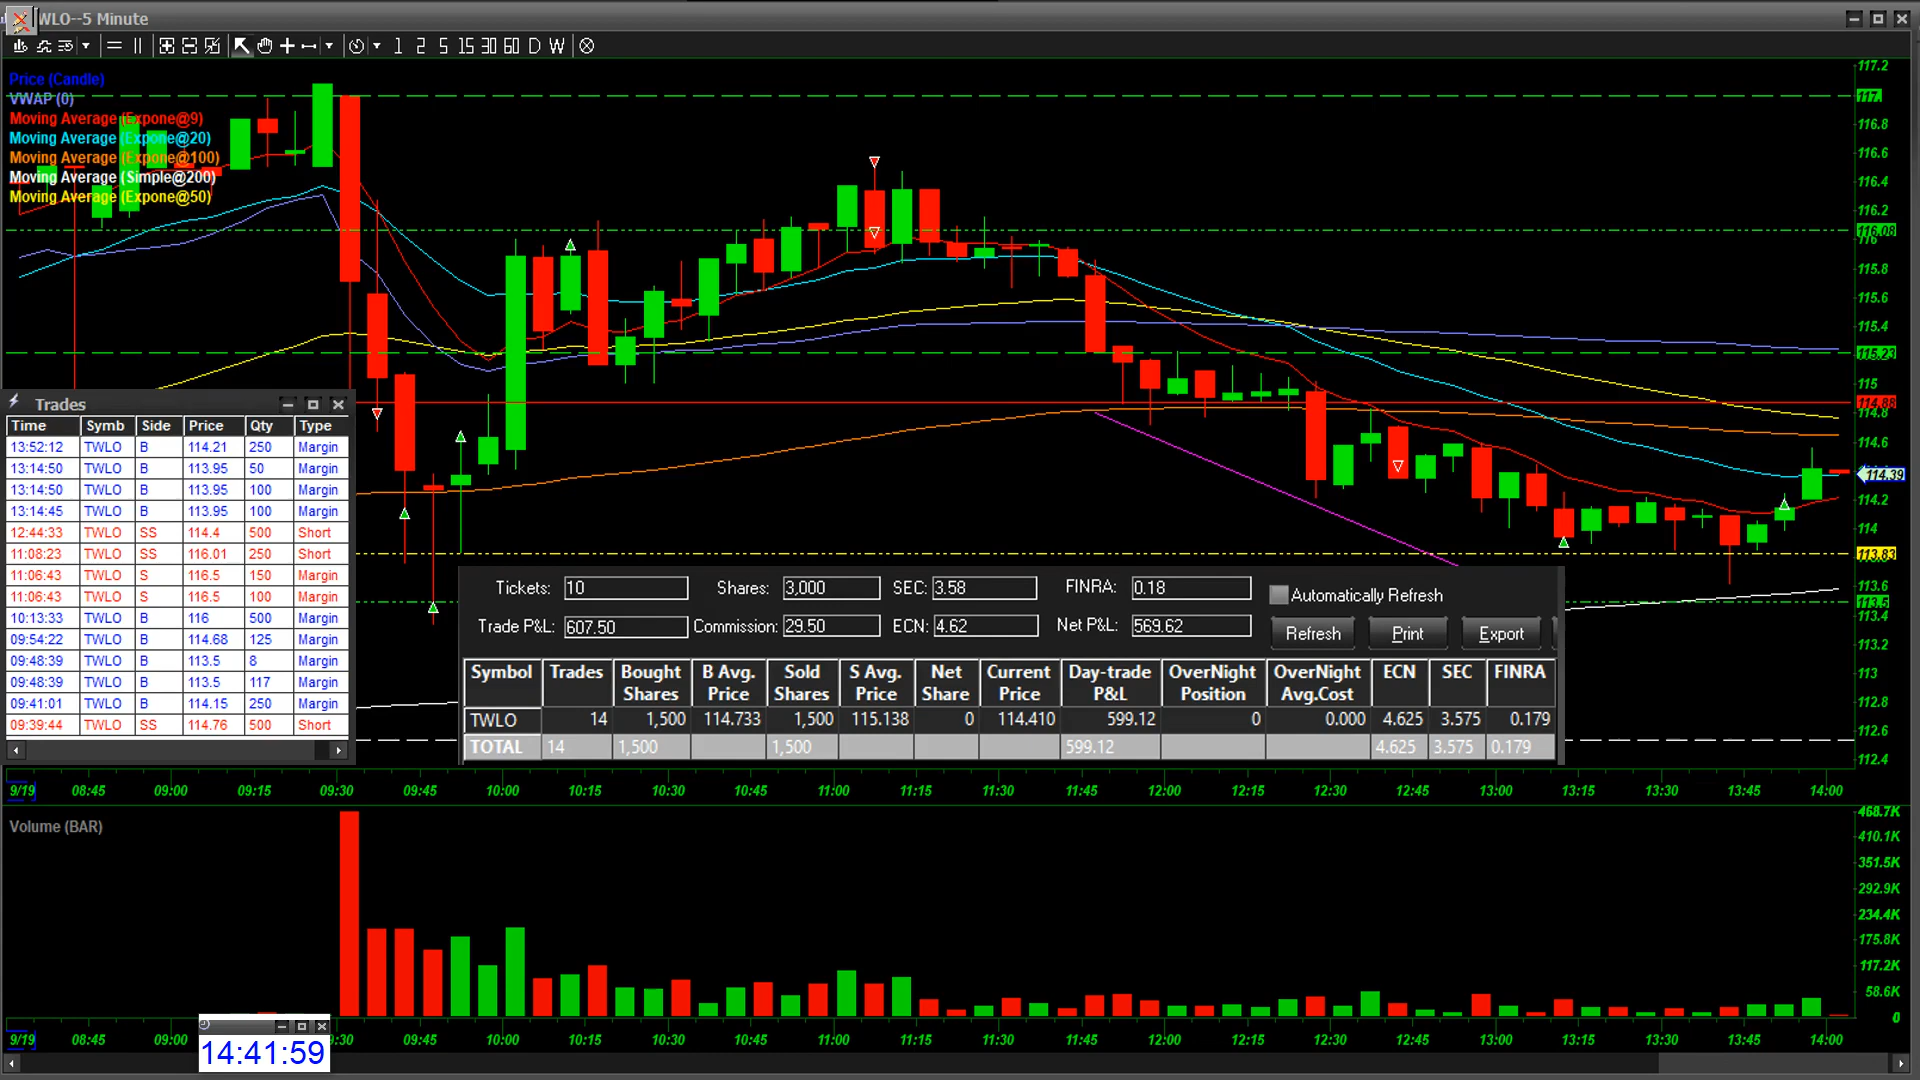 WLO--5 Minute
1 2 5 15 30 60 D W
Price (Candle)
VWAP (0)
Moving Average (Expone@9)
Moving Average (Expone@20)
Moving Average (Expone@100)
Moving Average (Simple@200)
Moving Average (Expone@50)
117.2
117.
116.8
116.6
116.4
116.2
116.08
115.8
115.6
115.4
115.23
115
114.88
114.8
114.6
114.39
114.2
114
113.83
113.6
113.5
113.4
113.2
113
112.8
112.6
112.4
Trades
Time Symb Side Price Qty Type
13:52:12 TWLO B 114.21 250 Margin
13:14:50 TWLO B 113.95 50 Margin
13:14:50 TWLO B 113.95 100 Margin
13:14:45 TWLO B 113.95 100 Margin
12:44:33 TWLO SS 114.4 500 Short
11:08:23 TWLO SS 116.01 250 Short
11:06:43 TWLO S 116.5 150 Margin
11:06:43 TWLO S 116.5 100 Margin
10:13:33 TWLO B 116 500 Margin
09:54:22 TWLO B 114.68 125 Margin
09:48:39 TWLO B 113.5 8 Margin
09:48:39 TWLO B 113.5 117 Margin
09:41:01 TWLO B 114.15 250 Margin
09:39:44 TWLO SS 114.76 500 Short
Tickets: 10 Shares: 3,000 SEC: 3.58 FINRA: 0.18 Automatically Refresh
Trade P&L: 607.50 Commission: 29.50 ECN: 4.62 Net P&L: 569.62 Refresh Print Export
Symbol Trades Bought Shares B Avg. Price Sold Shares S Avg. Price Net Share Current Price Day-trade P&L OverNight Position OverNight Avg.Cost ECN SEC FINRA
TWLO 14 1,500 114.733 1,500 115.138 0 114.410 599.12 0 0.000 4.625 3.575 0.179
TOTAL 14 1,500 1,500 599.12 4.625 3.575 0.179
9/19 08:45 09:00 09:15 09:30 09:45 10:00 10:15 10:30 10:45 11:00 11:15 11:30 11:45 12:00 12:15 12:30 12:45 13:00 13:15 13:30 13:45 14:00
Volume (BAR)
468.7K
410.1K
351.5K
292.9K
234.4K
175.8K
117.2K
58.6K
0
9/19 08:45 09:00 09:30 09:45 10:00 10:15 10:30 10:45 11:00 11:15 11:30 11:45 12:00 12:15 12:30 12:45 13:00 13:15 13:30 13:45 14:00
14:41:59